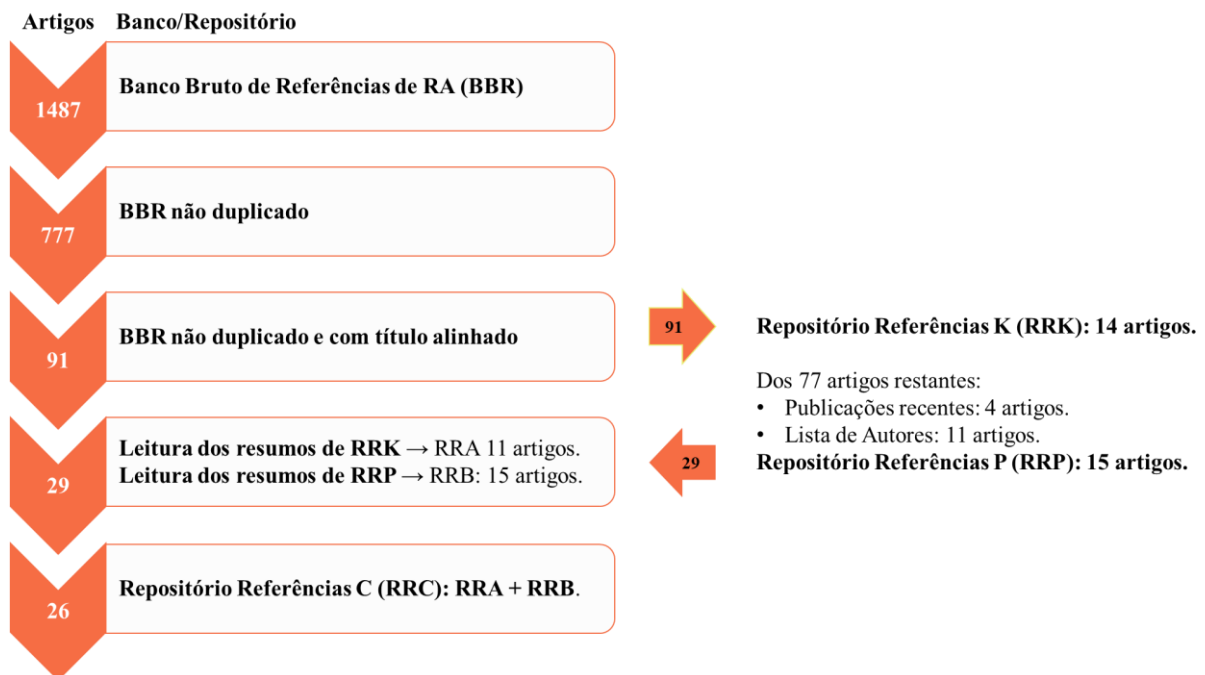 Artigos Banco/Repositório
1487
Banco Bruto de Referências de RA (BBR)
777
BBR não duplicado
91
BBR não duplicado e com título alinhado
91
Repositório Referências K (RRK): 14 artigos.
Dos 77 artigos restantes:
• Publicações recentes: 4 artigos.
• Lista de Autores: 11 artigos.
Repositório Referências P (RRP): 15 artigos.
29
29
Leitura dos resumos de RRK → RRA 11 artigos.
Leitura dos resumos de RRP → RRB: 15 artigos.
26
Repositório Referências C (RRC): RRA + RRB.